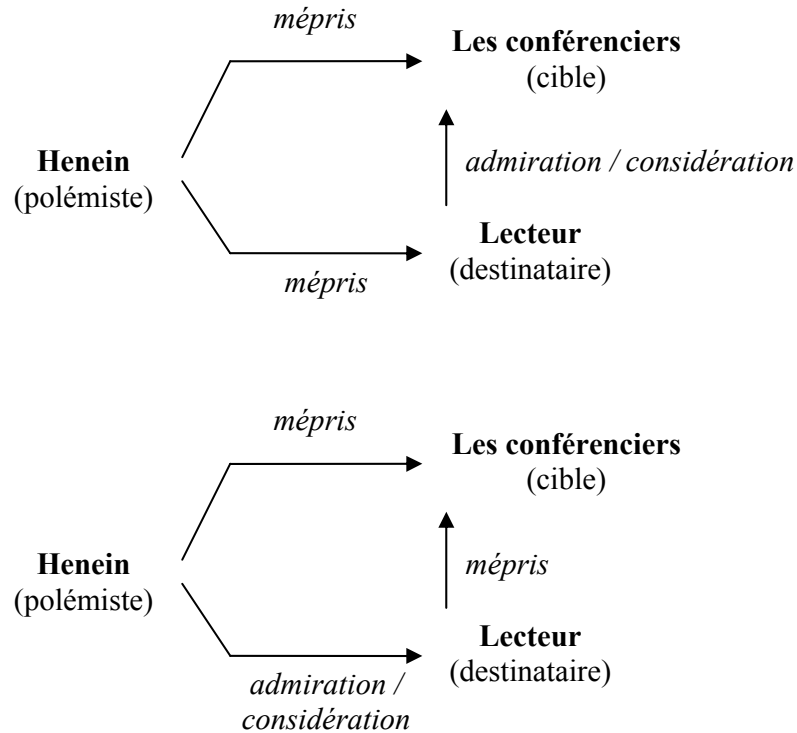 mépris
Les conférenciers
(cible)
Henein
(polémiste)
admiration / considération
Lecteur
(destinataire)
mépris
mépris
Les conférenciers
(cible)
Henein
(polémiste)
mépris
Lecteur
(destinataire)
admiration /
considération